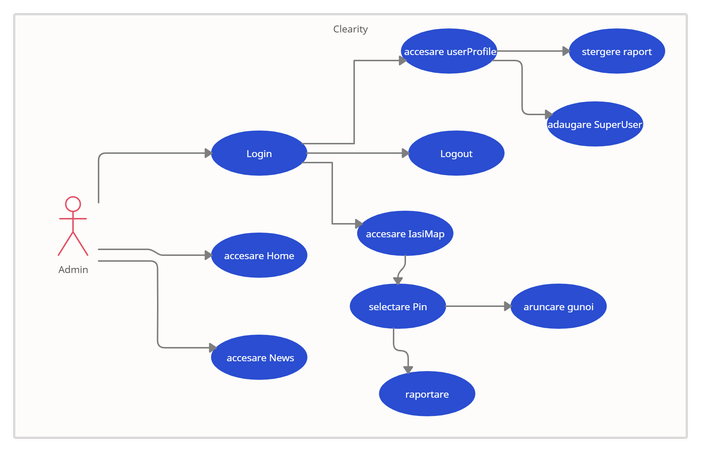 Clearity
accesare userProfile
stergere raport
adaugare SuperUser
Login
Logout
accesare IasiMap
Admin
accesare Home
selectare Pin
aruncare gunoi
accesare News
raportare